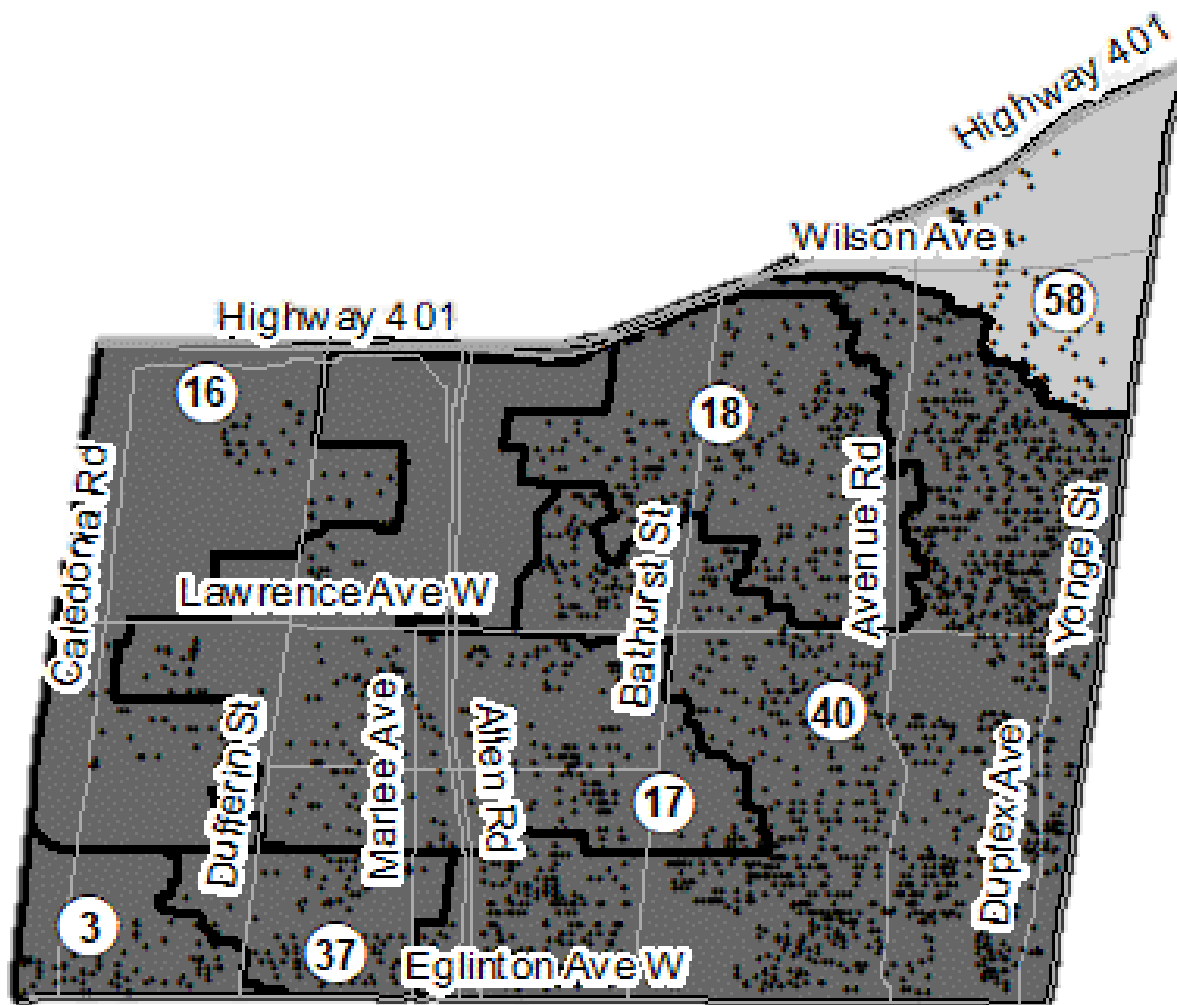 Highway 401
Wilson Ave
58
Highway 401
16
18
Caledonia Rd
Avenue Rd
Yonge St
Bathurst St
Lawrence Ave W
40
Dufferin St
Marlee Ave
Allen Rd
17
Duplex Ave
3
37
Eglinton Ave W